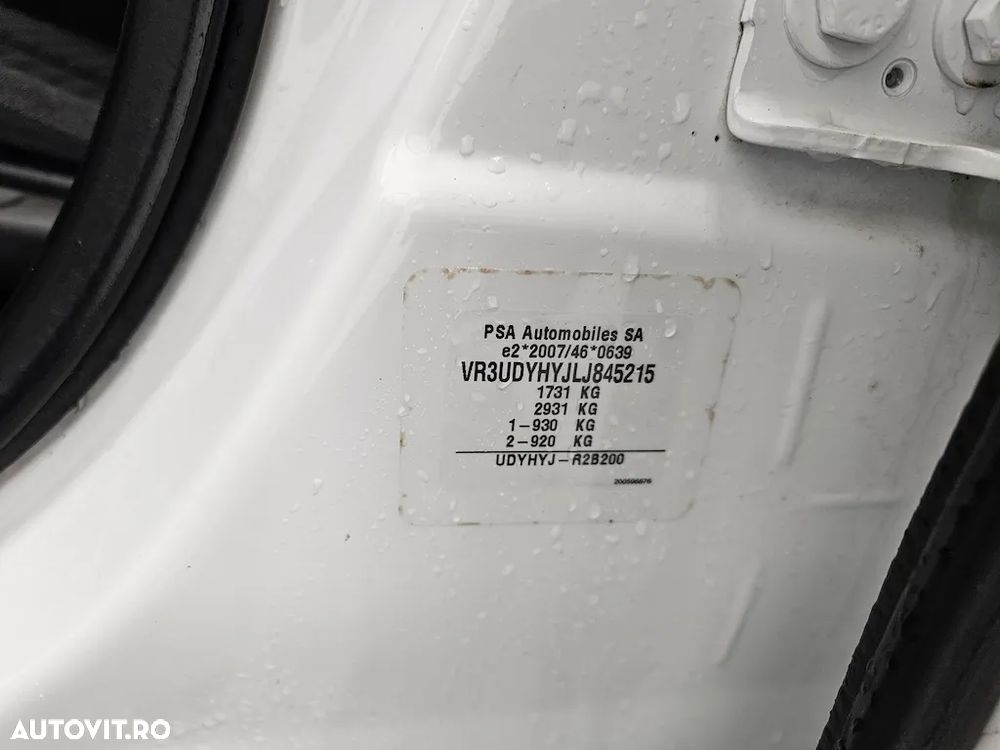 PSA Automobiles SA
e2*2007/46*0639
VR3UDYHYJLJ845215
1731 KG
2931 KG
1-930 KG
2-920 KG
UDYHYJ-R2B200
AUTOVIT.RO